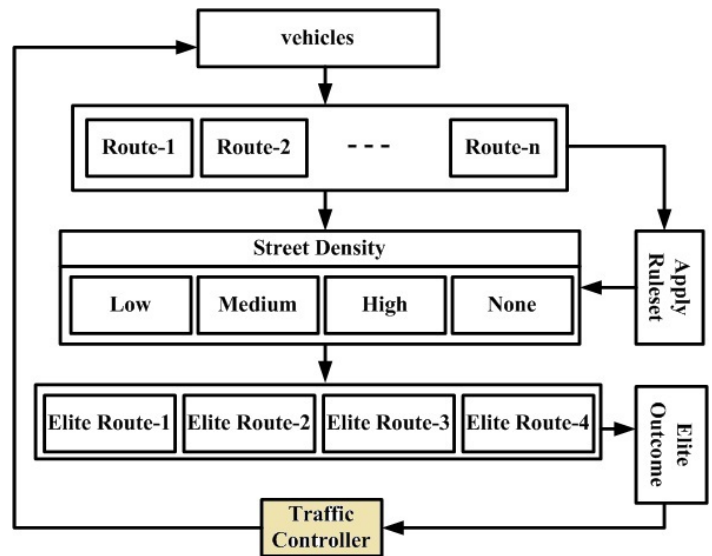 vehicles
Route-1 Route-2 --- Route-n
Street Density
Low Medium High None
Apply
Ruleset
Elite Route-1 Elite Route-2 Elite Route-3 Elite Route-4
Elite
Outcome
Traffic
Controller